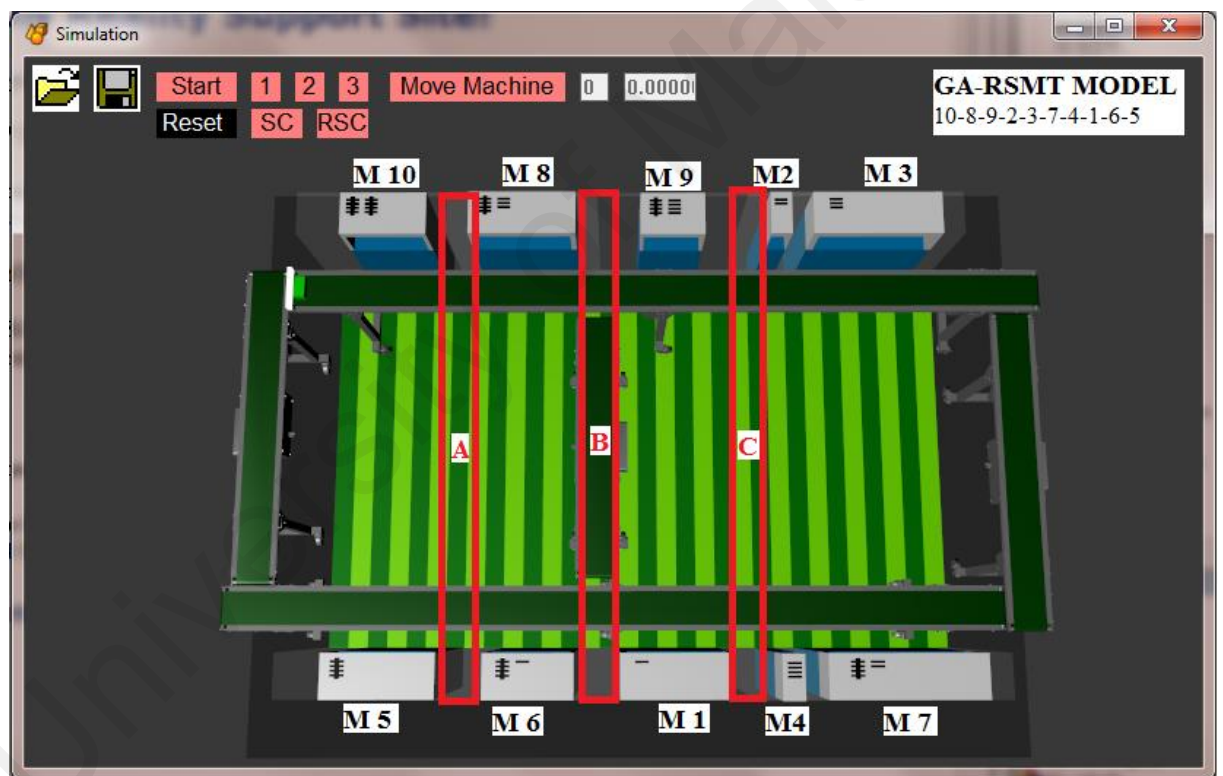 Simulation
Start 1 2 3 Move Machine 0 0.0000
Reset SC RSC
GA-RSMT MODEL
10-8-9-2-3-7-4-1-6-5
M 10 M 8 M 9 M2 M 3
A B C
M 5 M 6 M 1 M4 M 7